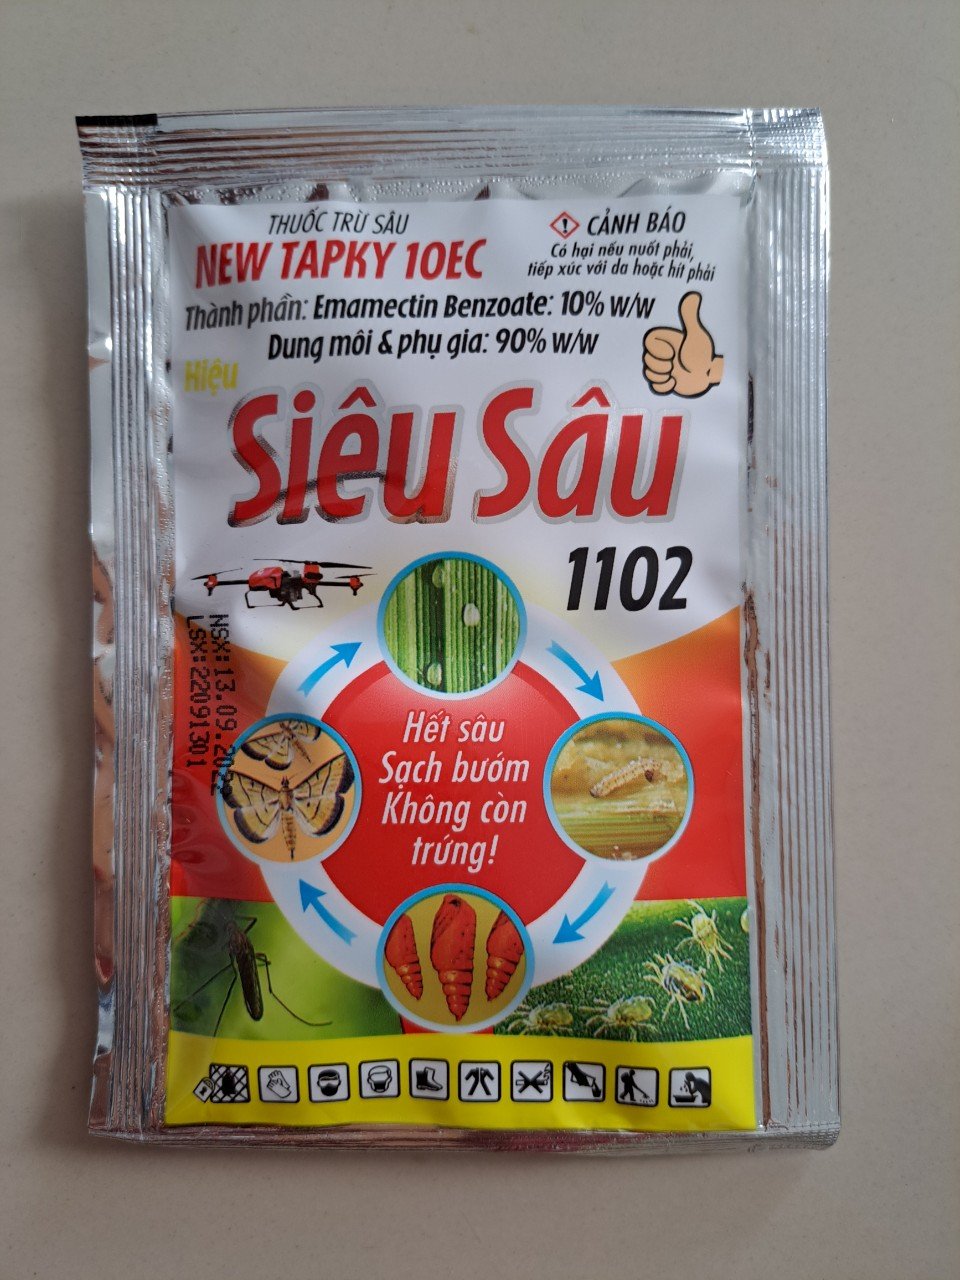 THUỐC TRỪ SÂU
NEW TAPKY 10EC
CẢNH BÁO
Có hại nếu nuốt phải,
tiếp xúc với da hoặc hít phải
Thành phần: Emamectin Benzoate: 10% w/w
Dung môi & phụ gia: 90% w/w
Hiệu
Siêu Sâu
1102
NSX: 13.09.2022
LSX: 22091301
Hết sâu
Sạch bướm
Không còn
trứng!